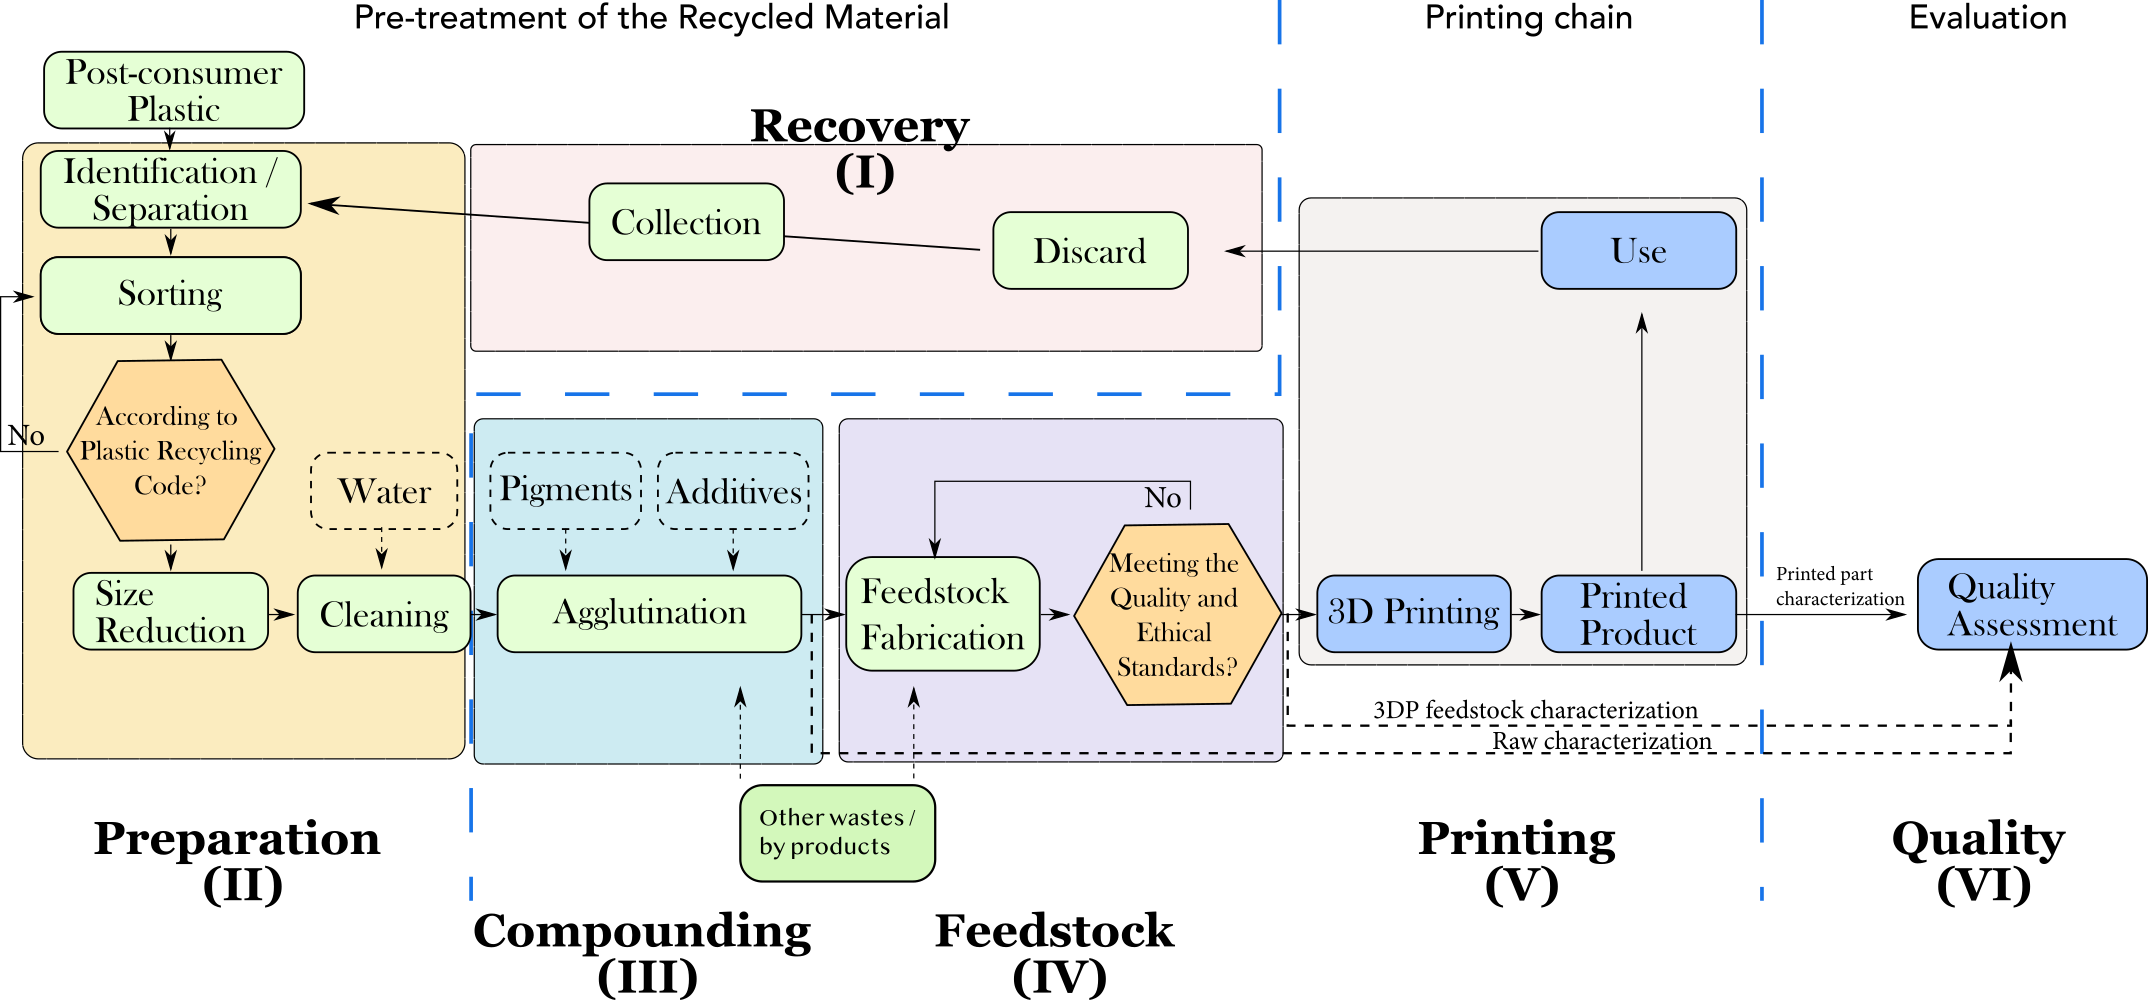 Pre-treatment of the Recycled Material
Printing chain
Evaluation
Post-consumer
Plastic
Recovery
(I)
Identification /
Separation
Collection
Discard
Use
Sorting
According to
Plastic Recycling
Code?
No
Water
Pigments
Additives
No
Size
Reduction
Cleaning
Agglutination
Feedstock
Fabrication
Meeting the
Quality and
Ethical
Standards?
3D Printing
Printed
Product
Printed part
characterization
Quality
Assessment
3DP feedstock characterization
Raw characterization
Other wastes /
by products
Preparation
(II)
Compounding
(III)
Feedstock
(IV)
Printing
(V)
Quality
(VI)